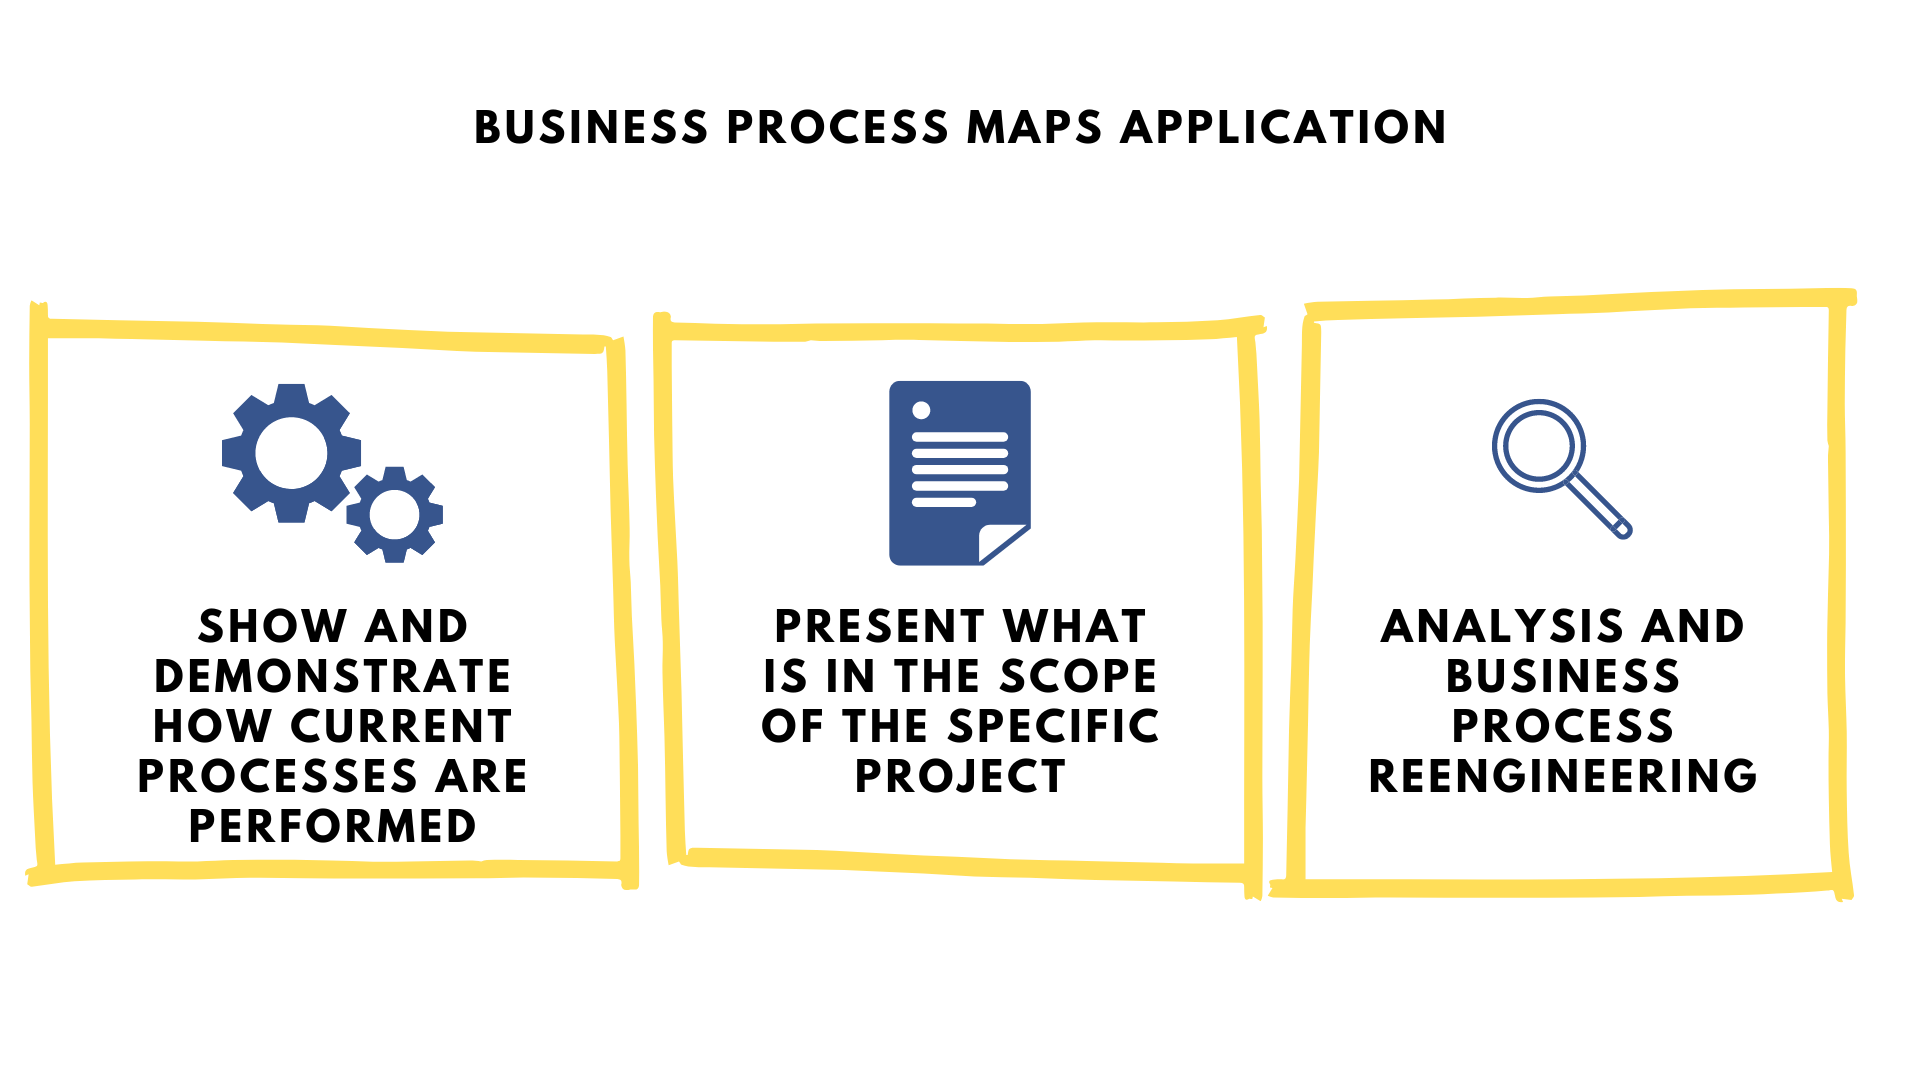 BUSINESS PROCESS MAPS APPLICATION
SHOW AND
DEMONSTRATE
HOW CURRENT
PROCESSES ARE
PERFORMED
PRESENT WHAT
IS IN THE SCOPE
OF THE SPECIFIC
PROJECT
ANALYSIS AND
BUSINESS
PROCESS
REENGINEERING